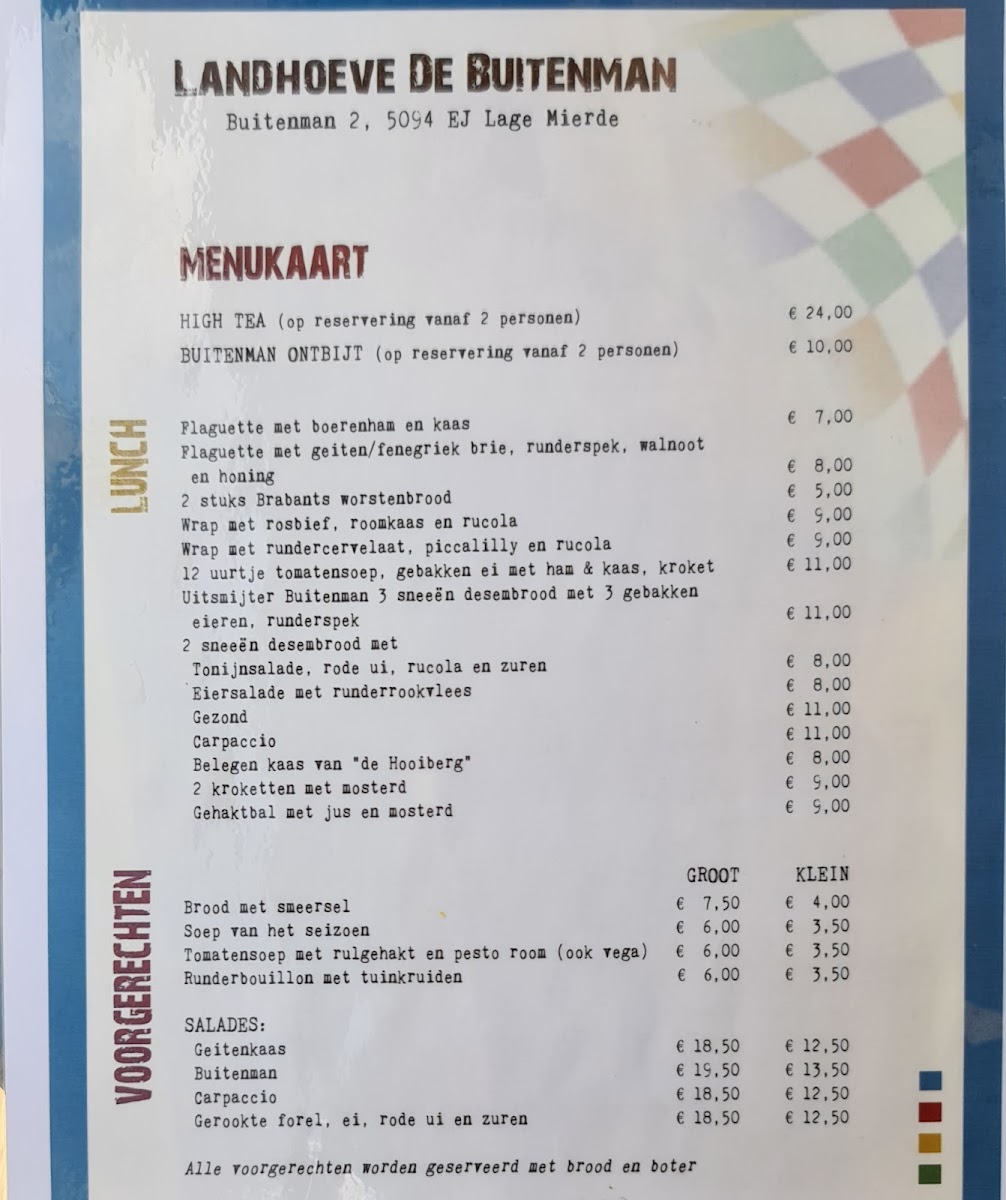 LANDHOEVE DE BUITENMAN
Buitenman 2, 5094 EJ Lage Mierde
MENUKAART
HIGH TEA (op reservering vanaf 2 personen) € 24,00
BUITENMAN ONTBIJT (op reservering vanaf 2 personen) € 10,00
LUNCH
Flaguette met boerenham en kaas € 7,00
Flaguette met geiten/fenegriek brie, runderspek, walnoot
en honing € 8,00
2 stuks Brabants worstenbrood € 5,00
Wrap met rosbief, roomkaas en rucola € 9,00
Wrap met rundercervelaat, piccalilly en rucola € 9,00
12 uurtje tomatensoep, gebakken ei met ham & kaas, kroket € 11,00
Uitsmijter Buitenman 3 sneeën desembrood met 3 gebakken
eieren, runderspek € 11,00
2 sneeën desembrood met
Tonijnsalade, rode ui, rucola en zuren € 8,00
Eiersalade met runderrookvlees € 8,00
Gezond € 11,00
Carpaccio € 11,00
Belegen kaas van "de Hooiberg" € 8,00
2 kroketten met mosterd € 9,00
Gehaktbal met jus en mosterd € 9,00
VOORGERECHTEN
GROOT KLEIN
Brood met smeersel € 7,50 € 4,00
Soep van het seizoen € 6,00 € 3,50
Tomatensoep met rulgehakt en pesto room (ook vega) € 6,00 € 3,50
Runderbouillon met tuinkruiden € 6,00 € 3,50
SALADES:
Geitenkaas € 18,50 € 12,50
Buitenman € 19,50 € 13,50
Carpaccio € 18,50 € 12,50
Gerookte forel, ei, rode ui en zuren € 18,50 € 12,50
Alle voorgerechten worden geserveerd met brood en boter